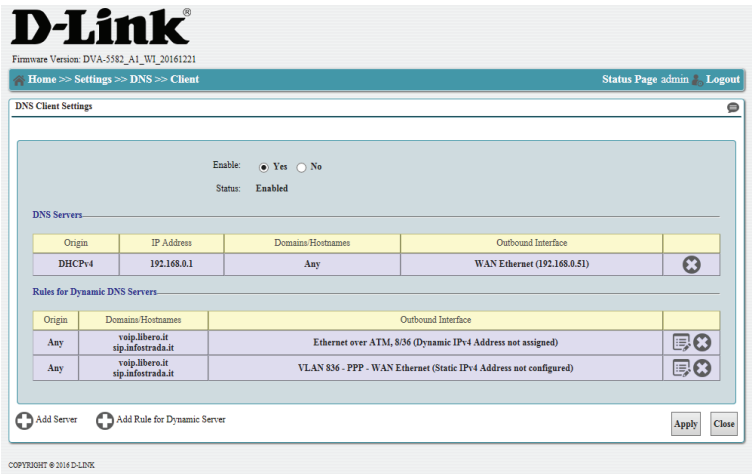 D-Link®
Firmware Version: DVA-5582_A1_WI_20161221
Home >> Settings >> DNS >> Client Status Page admin Logout
DNS Client Settings
Enable: Yes No
Status: Enabled
DNS Servers
Origin IP Address Domains/Hostnames Outbound Interface
DHCPv4 192.168.0.1 Any WAN Ethernet (192.168.0.51)
Rules for Dynamic DNS Servers
Origin Domains/Hostnames Outbound Interface
Any voip.libero.it Ethernet over ATM, 8/36 (Dynamic IPv4 Address not assigned)
sip.infostrada.it
Any voip.libero.it VLAN 836 - PPP - WAN Ethernet (Static IPv4 Address not configured)
sip.infostrada.it
Add Server Add Rule for Dynamic Server Apply Close
COPYRIGHT © 2016 D-LINK